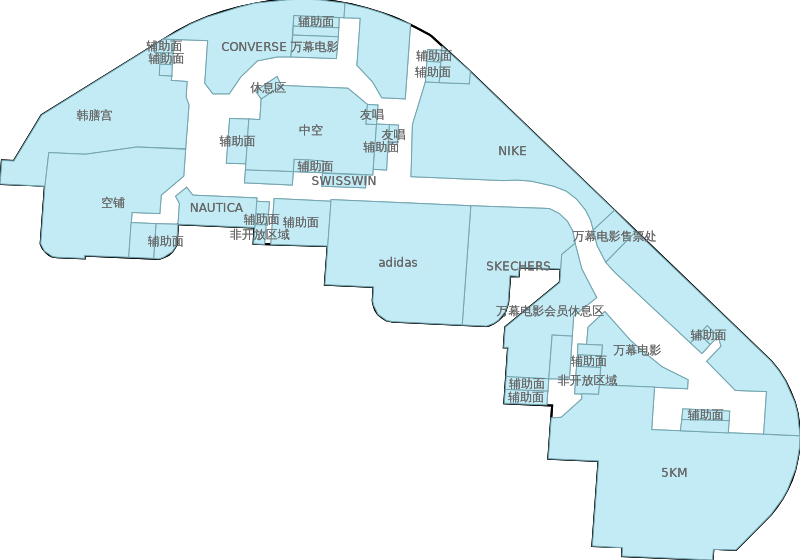 辅助面
CONVERSE
万幕电影
辅助面
辅助面
辅助面
辅助面
休息区
韩膳宫
友唱
中空
友唱
辅助面
辅助面
NIKE
辅助面
SWISSWIN
空铺
NAUTICA
辅助面
辅助面
非开放区域
辅助面
万幕电影售票处
adidas
SKECHERS
万幕电影会员休息区
辅助面
万幕电影
辅助面
非开放区域
辅助面
辅助面
辅助面
5KM